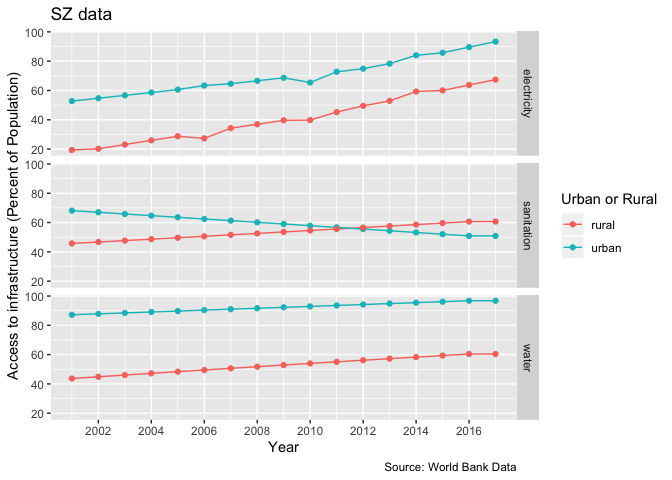 SZ data
Access to infrastructure (Percent of Population)
100
80
60
40
20
electricity
100
80
60
40
20
sanitation
100
80
60
40
20
water
2002 2004 2006 2008 2010 2012 2014 2016
Year
Urban or Rural
rural
urban
Source: World Bank Data